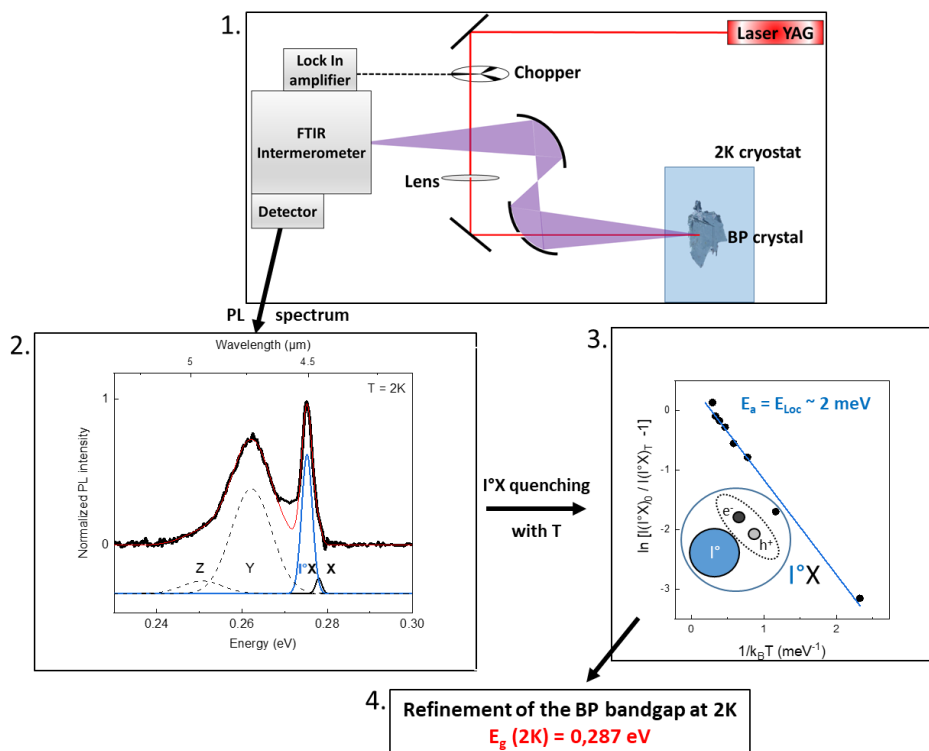 1.
Laser YAG
Lock In
amplifier
Chopper
FTIR
Intermerometer
2K cryostat
Lens
Detector
BP crystal
PL spectrum
2.
Wavelength (µm)
5 4.5
T = 2K
1
Normalized PL intensity
0
Z Y I°X X
0.24 0.26 0.28 0.30
Energy (eV)
I°X quenching
with T
3.
Ea = ELoc ~ 2 meV
ln [I(I°X)0 / I(I°X)T -1]
0
-1
-2
-3
e-
h+
I°
I°X
0 1 2
1/kBT (meV-1)
4.
Refinement of the BP bandgap at 2K
Eg (2K) = 0,287 eV